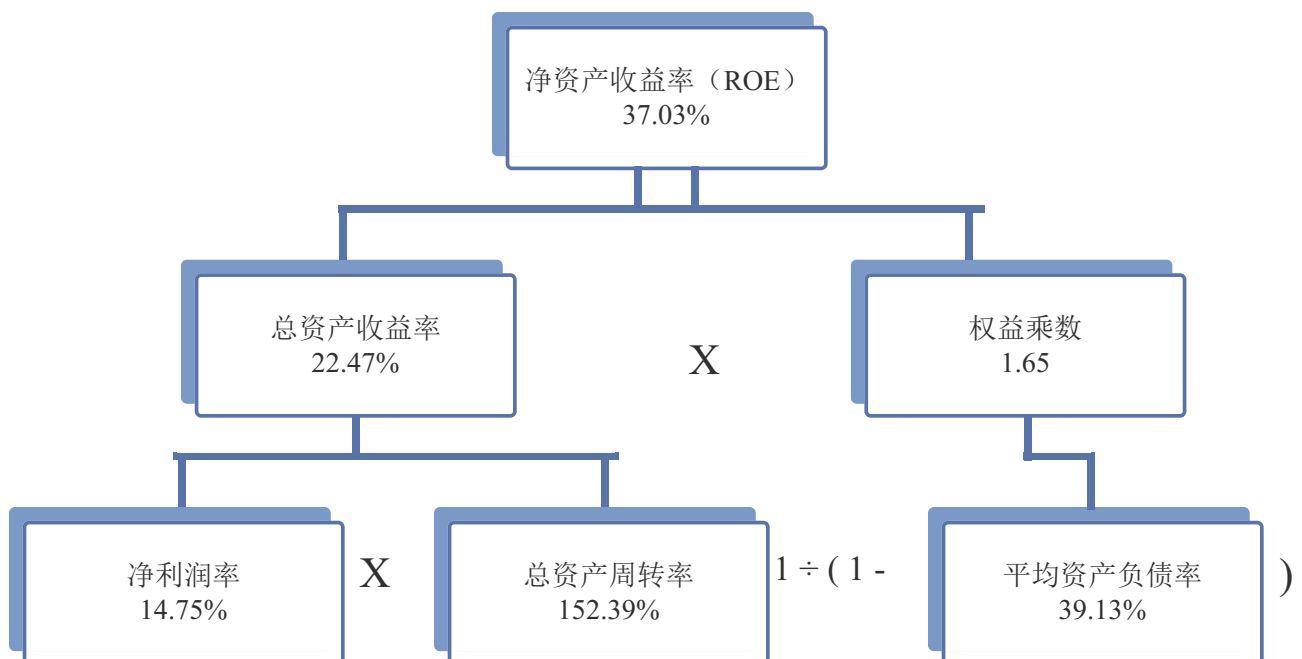 净资产收益率（ROE）
37.03%
总资产收益率
22.47%
X
权益乘数
1.65
净利润率
14.75%
X
总资产周转率
152.39%
1 ÷ ( 1 -
平均资产负债率
39.13%
)